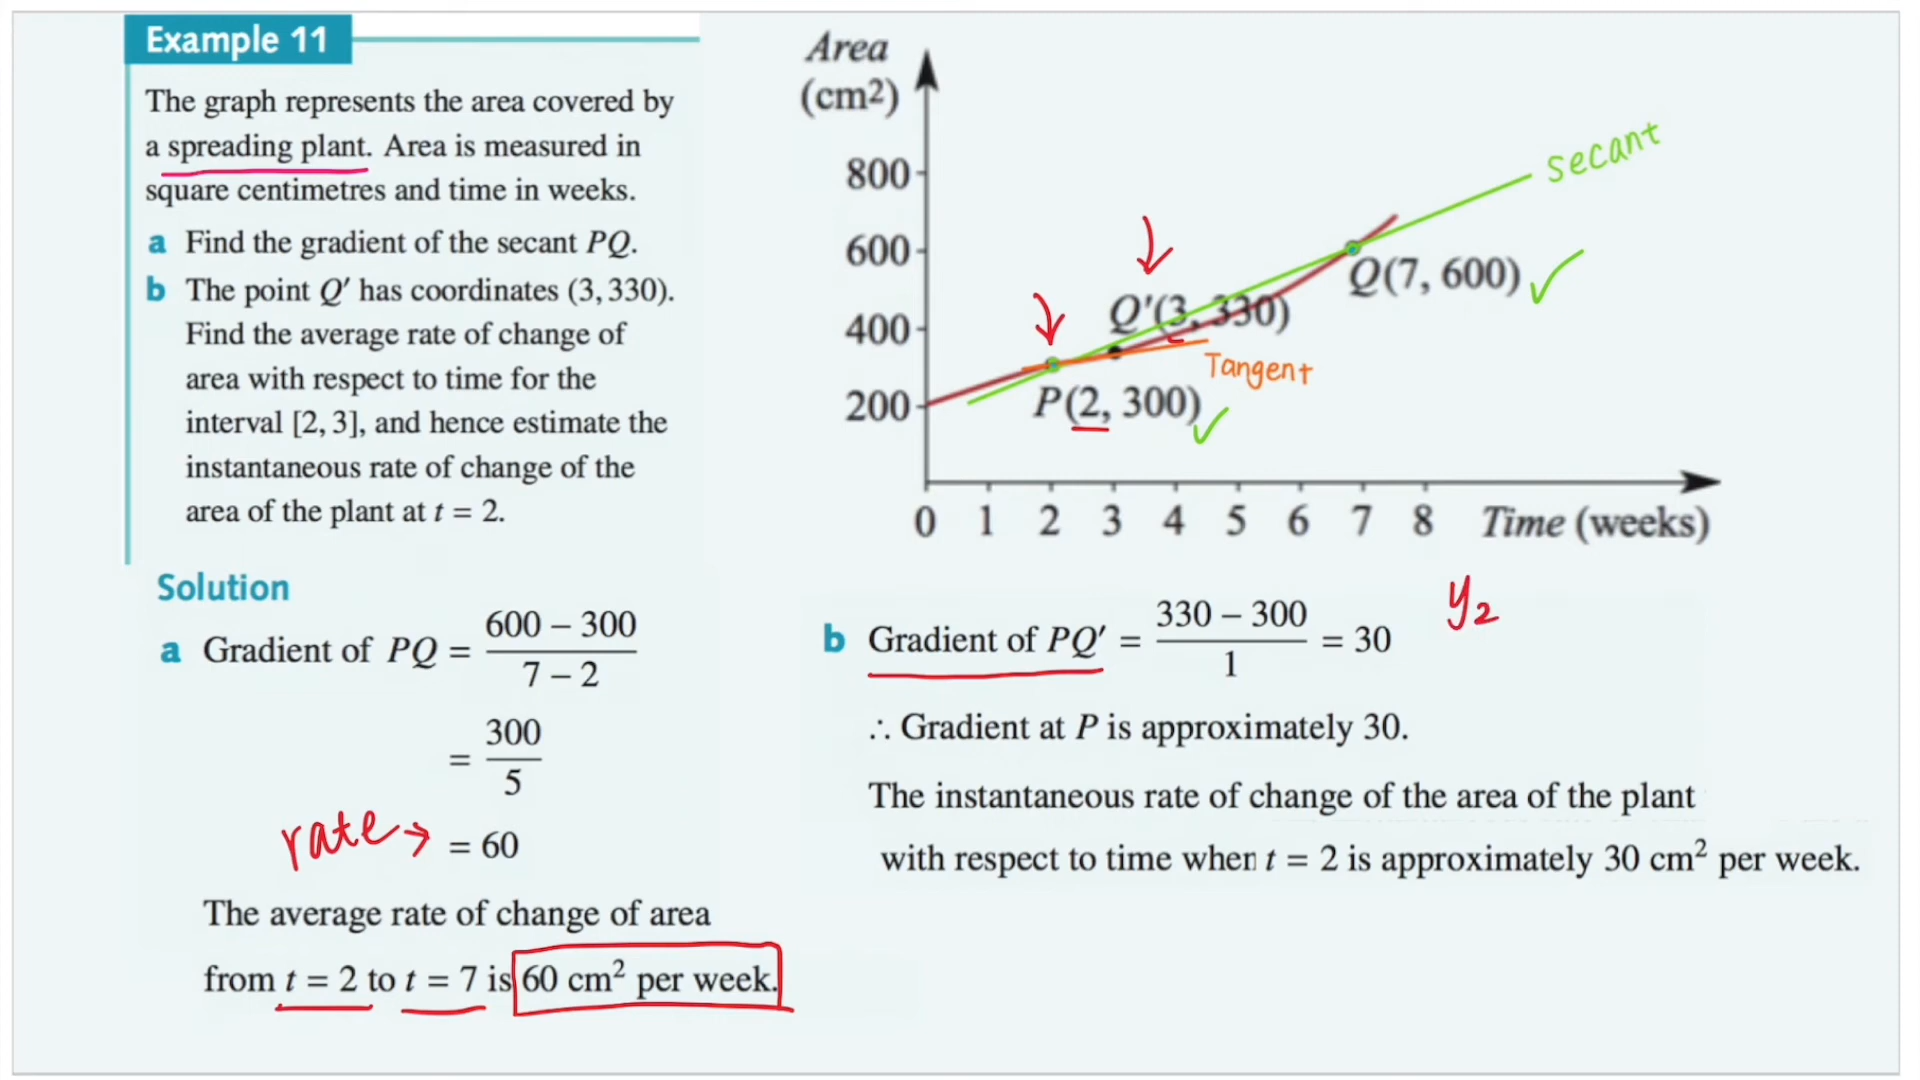 Example 11
The graph represents the area covered by
a spreading plant. Area is measured in
square centimetres and time in weeks.
a Find the gradient of the secant PQ.
b The point Q′ has coordinates (3, 330).
Find the average rate of change of
area with respect to time for the
interval [2, 3], and hence estimate the
instantaneous rate of change of the
area of the plant at t = 2.
Area
(cm²)
800
600
400
200
0 1 2 3 4 5 6 7 8 Time (weeks)
secant
Q(7, 600)
Q′(3, 330)
Tangent
P(2, 300)
Solution
a Gradient of PQ = (600 – 300)/(7 – 2)
= 300/5
rate → = 60
The average rate of change of area
from t = 2 to t = 7 is 60 cm² per week.
y₂
b Gradient of PQ′ = (330 – 300)/1 = 30
∴ Gradient at P is approximately 30.
The instantaneous rate of change of the area of the plant
with respect to time when t = 2 is approximately 30 cm² per week.